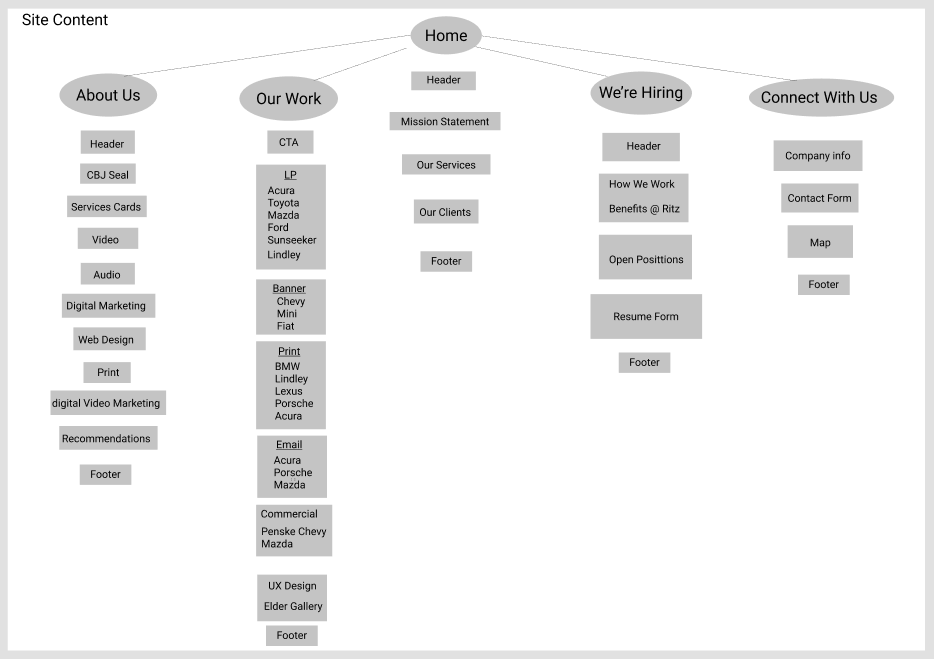 Site Content
Home
Header
Mission Statement
Our Services
Our Clients
Footer
About Us
Header
CBJ Seal
Services Cards
Video
Audio
Digital Marketing
Web Design
Print
digital Video Marketing
Recommendations
Footer
Our Work
CTA
LP
Acura
Toyota
Mazda
Ford
Sunseeker
Lindley
Banner
Chevy
Mini
Fiat
Print
BMW
Lindley
Lexus
Porsche
Acura
Email
Acura
Porsche
Mazda
Commercial
Penske Chevy
Mazda
UX Design
Elder Gallery
Footer
We’re Hiring
Header
How We Work
Benefits @ Ritz
Open Posittions
Resume Form
Footer
Connect With Us
Company info
Contact Form
Map
Footer